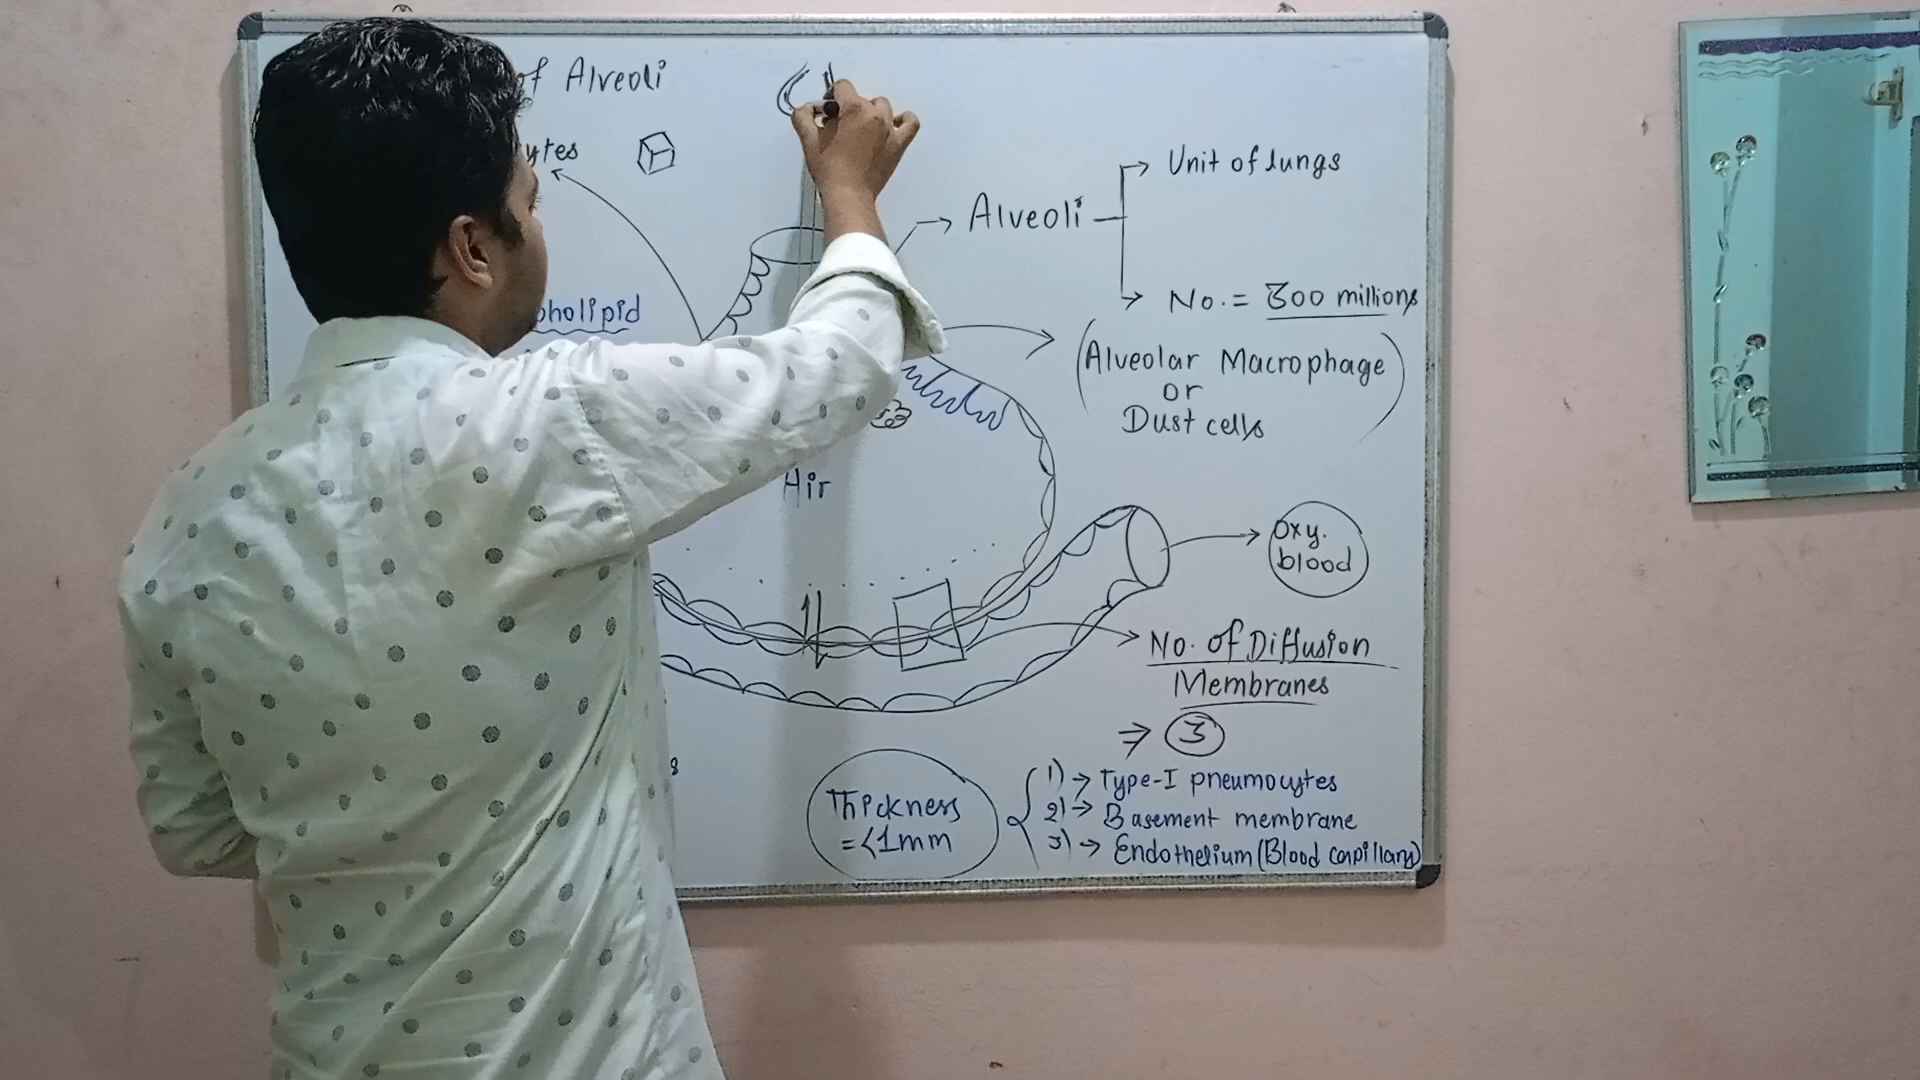 of Alveoli
ytes
Unit of lungs
Alveoli
No. = 300 millions
pholipid
(Alveolar Macrophage
or
Dust cells)
Air
Oxy.
blood
No. of Diffusion
Membranes
⇒ 3
Thickness
=<1mm
1) → Type-I pneumocytes
2) → Basement membrane
3) → Endothelium (Blood capillary)